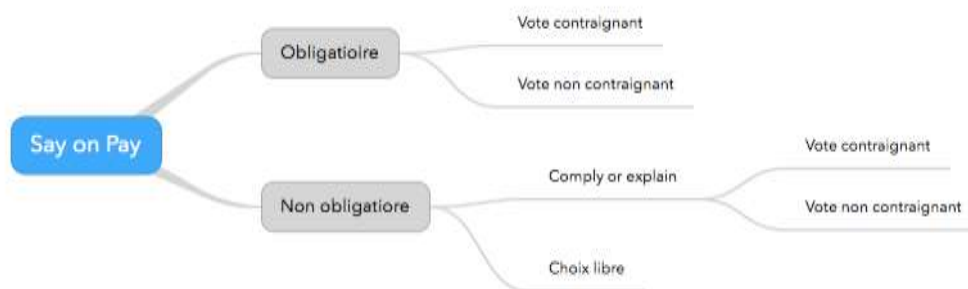 Say on Pay
Obligatioire
Vote contraignant
Vote non contraignant
Non obligatiore
Comply or explain
Vote contraignant
Vote non contraignant
Choix libre